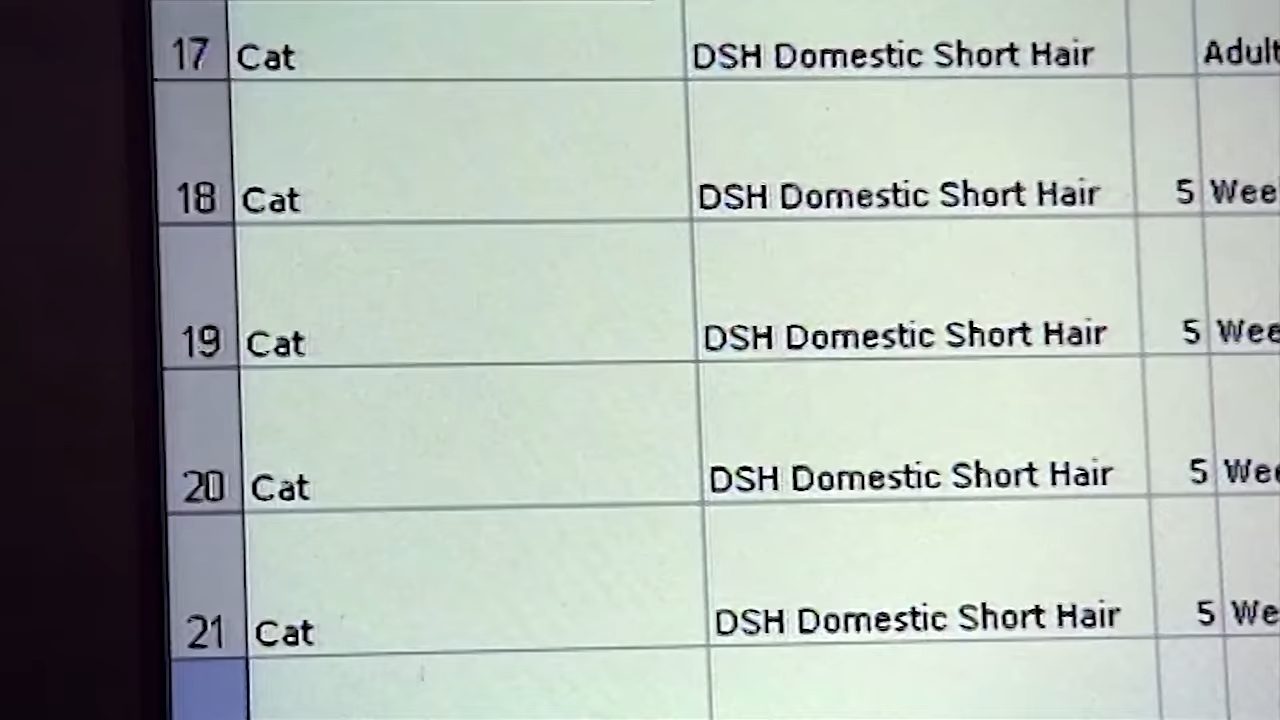 17 Cat DSH Domestic Short Hair Adult
18 Cat DSH Domestic Short Hair 5 Wee
19 Cat DSH Domestic Short Hair 5 Wee
20 Cat DSH Domestic Short Hair 5 Wee
21 Cat DSH Domestic Short Hair 5 We